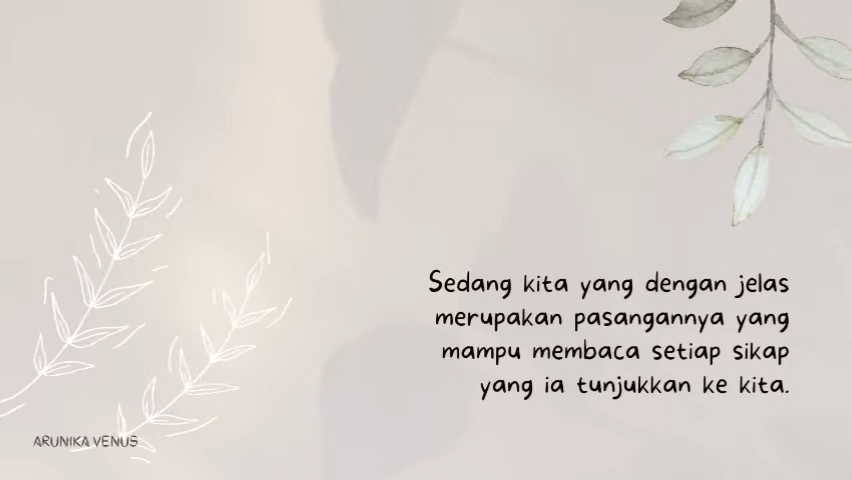 Sedang kita yang dengan jelas
merupakan pasangannya yang
mampu membaca setiap sikap
yang ia tunjukkan ke kita.
ARUNIKA VENUS